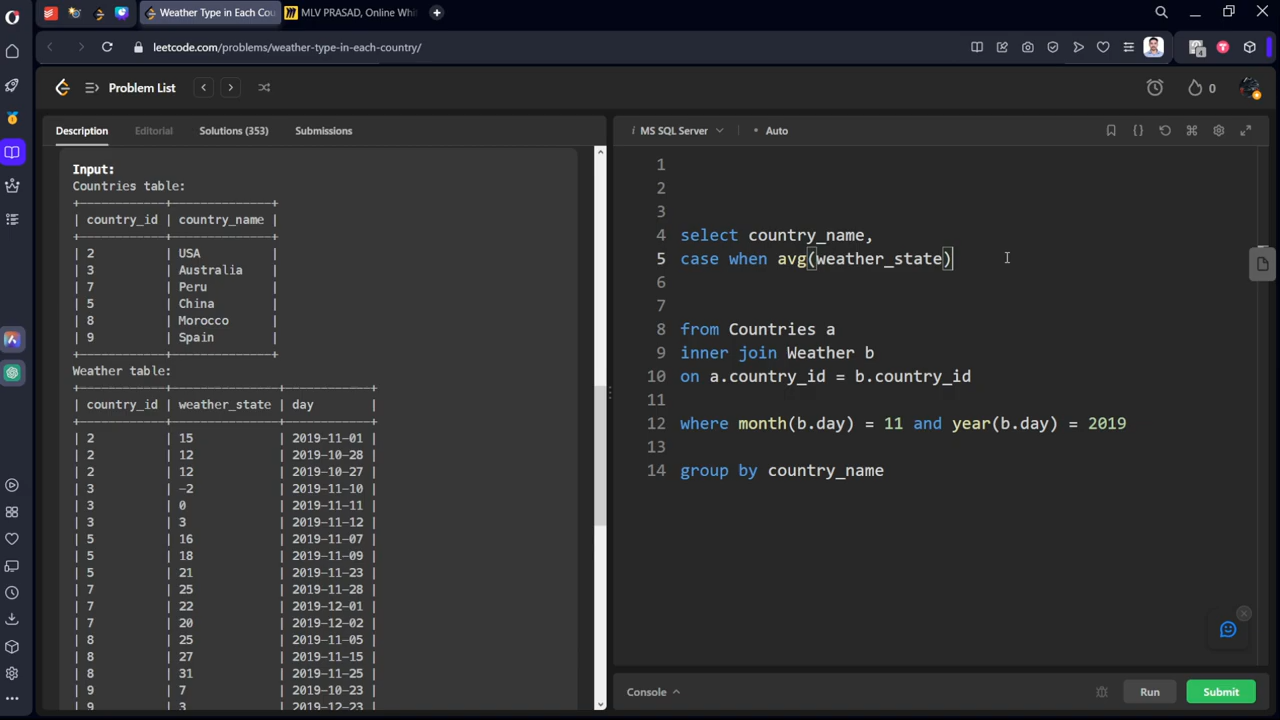 Weather Type in Each Cou
MLV PRASAD, Online Whit
leetcode.com/problems/weather-type-in-each-country/
4
Problem List
0
Description
Editorial
Solutions (353)
Submissions
Input:
Countries table:
+------------+--------------+
| country_id | country_name |
+------------+--------------+
| 2 | USA |
| 3 | Australia |
| 7 | Peru |
| 5 | China |
| 8 | Morocco |
| 9 | Spain |
+------------+--------------+
Weather table:
+------------+---------------+------------+
| country_id | weather_state | day |
+------------+---------------+------------+
| 2 | 15 | 2019-11-01 |
| 2 | 12 | 2019-10-28 |
| 2 | 12 | 2019-10-27 |
| 3 | -2 | 2019-11-10 |
| 3 | 0 | 2019-11-11 |
| 3 | 3 | 2019-11-12 |
| 5 | 16 | 2019-11-07 |
| 5 | 18 | 2019-11-09 |
| 5 | 21 | 2019-11-23 |
| 7 | 25 | 2019-11-28 |
| 7 | 22 | 2019-12-01 |
| 7 | 20 | 2019-12-02 |
| 8 | 25 | 2019-11-05 |
| 8 | 27 | 2019-11-15 |
| 8 | 31 | 2019-11-25 |
| 9 | 7 | 2019-10-23 |
| 9 | 3 | 2019-12-23 |
i MS SQL Server
• Auto
1
2
3
4 select country_name,
5 case when avg(weather_state)
6
7
8 from Countries a
9 inner join Weather b
10 on a.country_id = b.country_id
11
12 where month(b.day) = 11 and year(b.day) = 2019
13
14 group by country_name
Console
Run
Submit